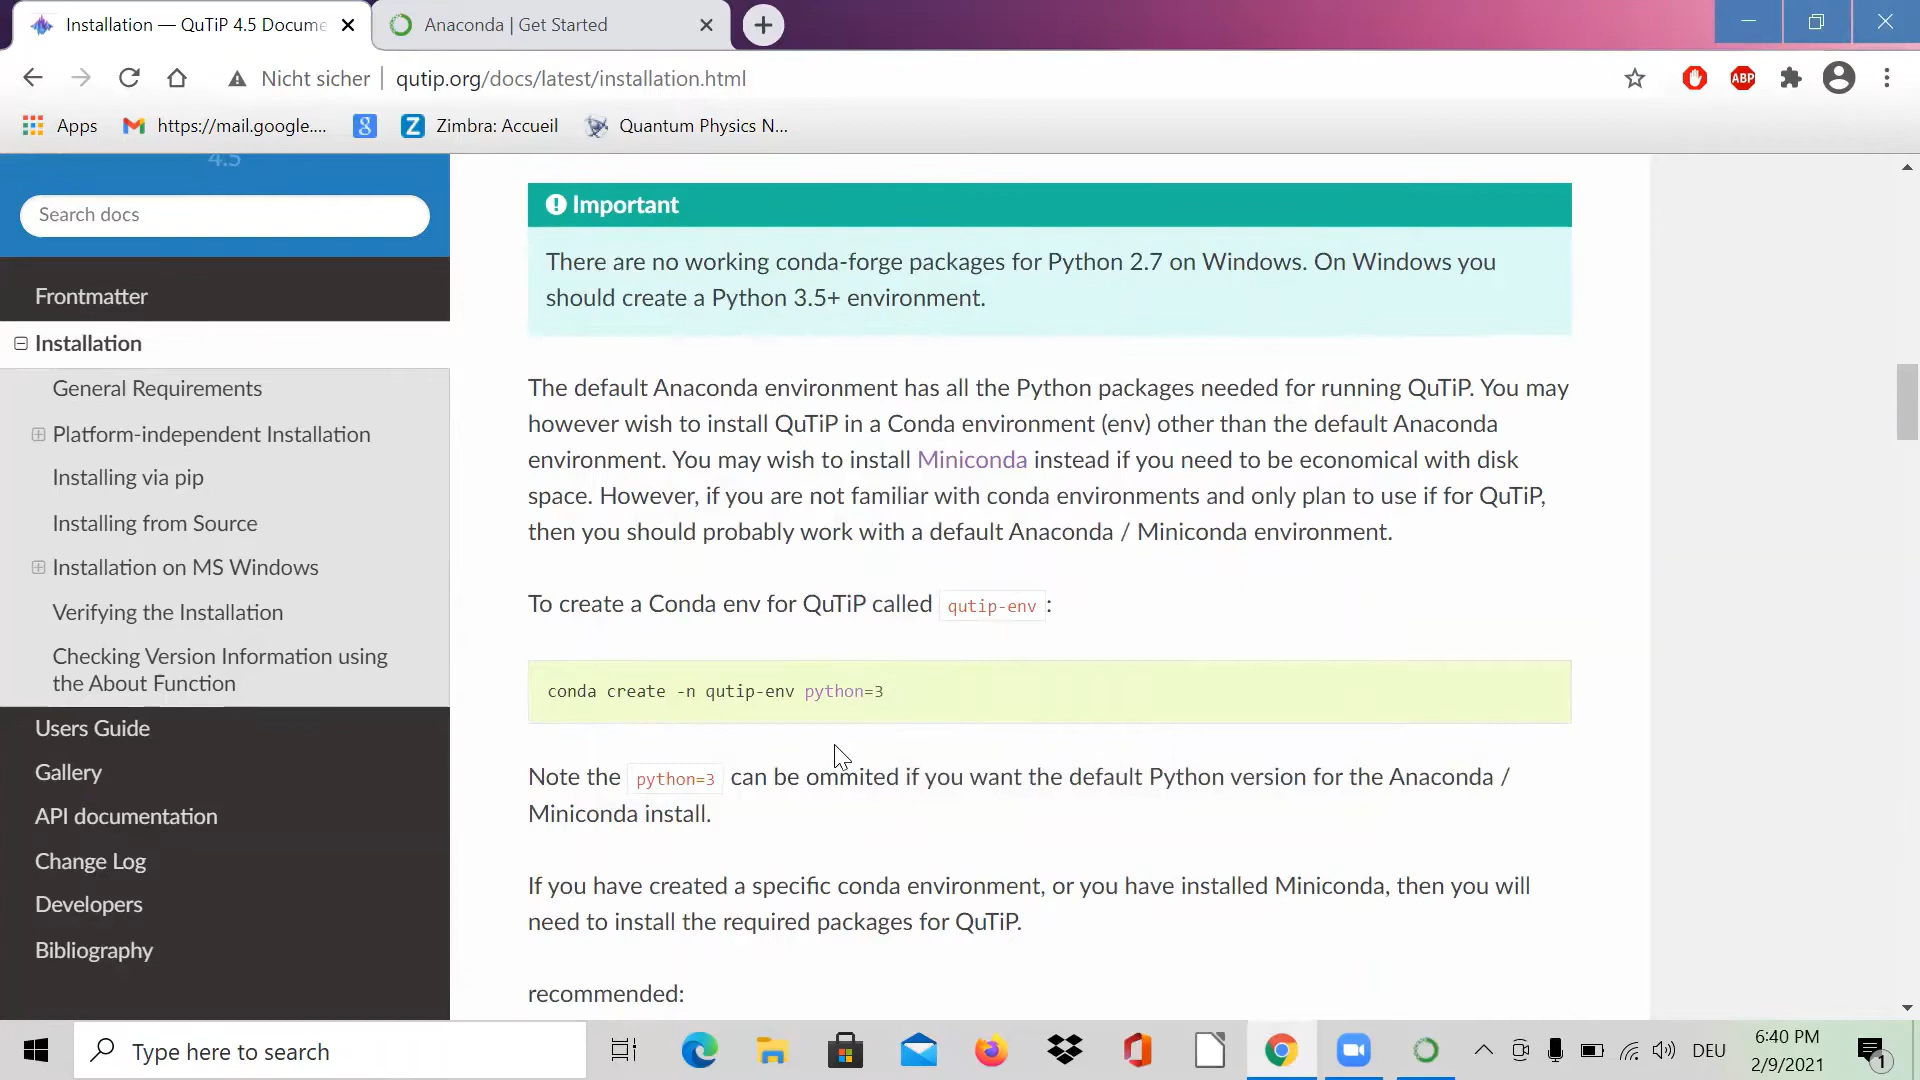 Installation — QuTiP 4.5 Docume
Anaconda | Get Started
Nicht sicher
qutip.org/docs/latest/installation.html
ABP
Apps
https://mail.google....
Zimbra: Accueil
Quantum Physics N...
4.5
Search docs
Frontmatter
Installation
General Requirements
Platform-independent Installation
Installing via pip
Installing from Source
Installation on MS Windows
Verifying the Installation
Checking Version Information using
the About Function
Users Guide
Gallery
API documentation
Change Log
Developers
Bibliography
Important
There are no working conda-forge packages for Python 2.7 on Windows. On Windows you
should create a Python 3.5+ environment.
The default Anaconda environment has all the Python packages needed for running QuTiP. You may
however wish to install QuTiP in a Conda environment (env) other than the default Anaconda
environment. You may wish to install Miniconda instead if you need to be economical with disk
space. However, if you are not familiar with conda environments and only plan to use if for QuTiP,
then you should probably work with a default Anaconda / Miniconda environment.
To create a Conda env for QuTiP called qutip-env :
conda create -n qutip-env python=3
Note the python=3 can be ommited if you want the default Python version for the Anaconda /
Miniconda install.
If you have created a specific conda environment, or you have installed Miniconda, then you will
need to install the required packages for QuTiP.
recommended:
Type here to search
DEU
6:40 PM
2/9/2021
1